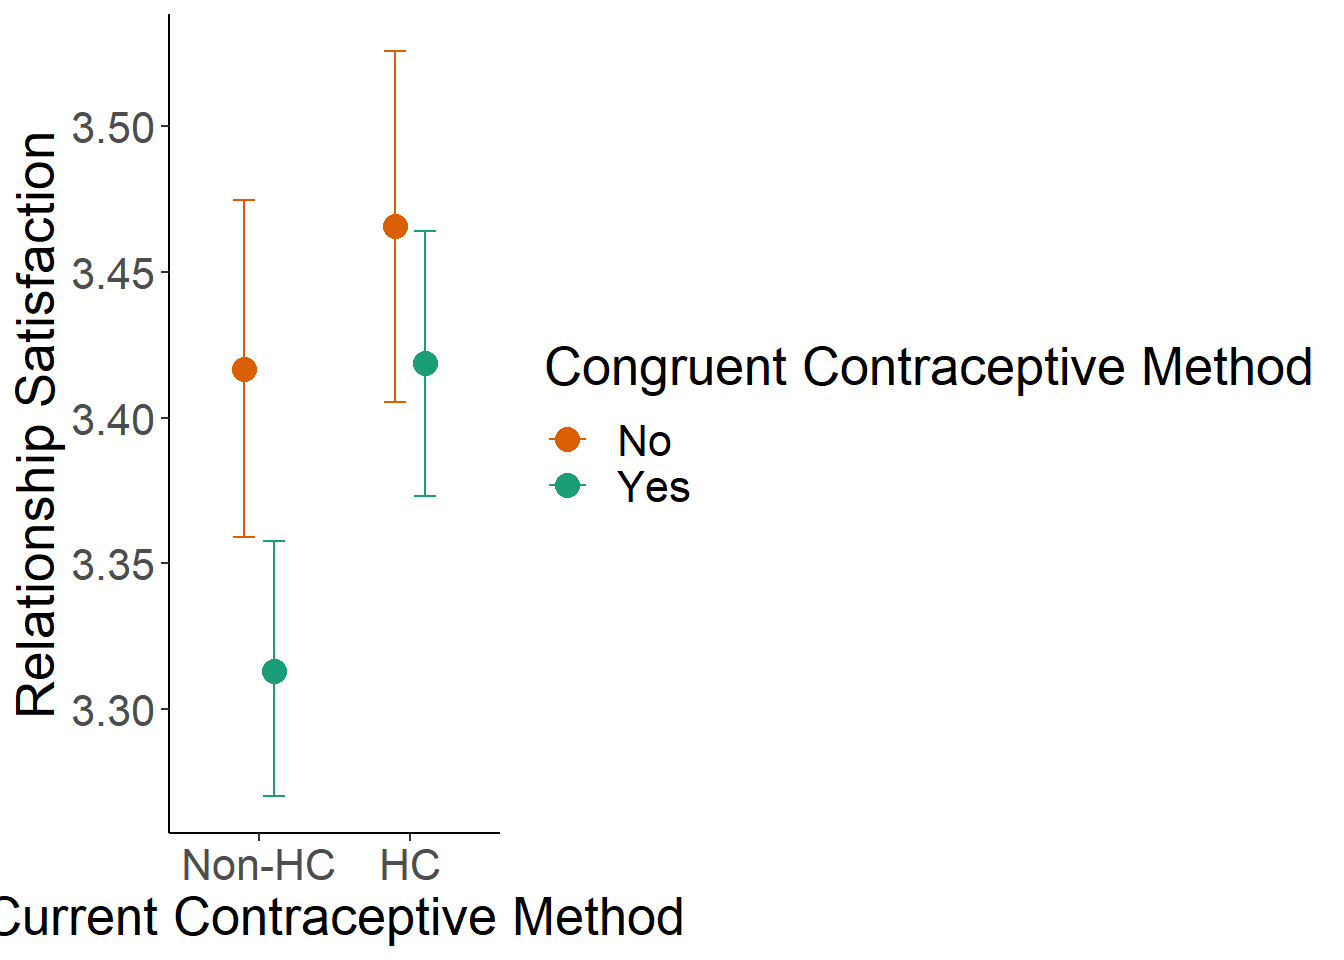 Relationship Satisfaction
3.50
3.45
3.40
3.35
3.30
Non-HC HC
Current Contraceptive Method
Congruent Contraceptive Method
No
Yes